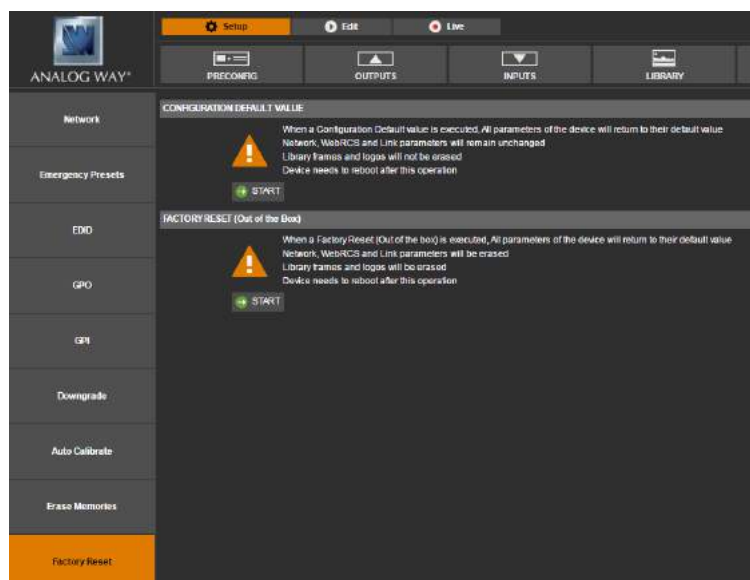 ANALOG WAY®
Setup
Edit
Live
PRECONFIG
OUTPUTS
INPUTS
LIBRARY
Network
Emergency Presets
EDID
GPO
GPI
Downgrade
Auto Calibrate
Erase Memories
Factory Reset
CONFIGURATION DEFAULT VALUE
When a Configuration Default value is executed, All parameters of the device will return to their default value
Network, WebRCS and Link parameters will remain unchanged
Library frames and logos will not be erased
Device needs to reboot after this operation
START
FACTORY RESET (Out of the Box)
When a Factory Reset (Out of the box) is executed, All parameters of the device will return to their default value
Network, WebRCS and Link parameters will be erased
Library frames and logos will be erased
Device needs to reboot after this operation
START